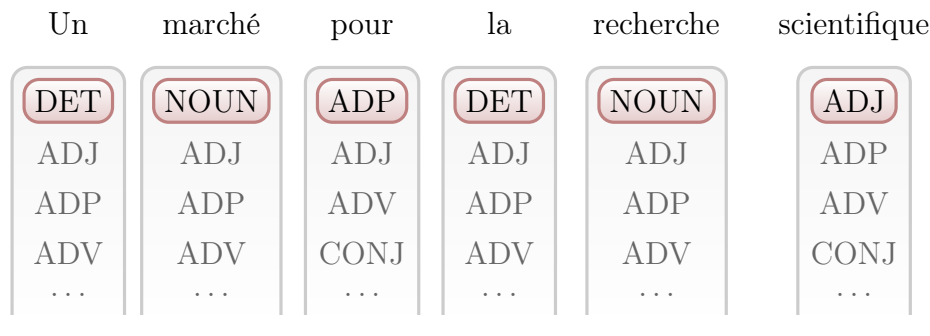 Un marché pour la recherche scientifique
DET NOUN ADP DET NOUN ADJ
ADJ ADJ ADJ ADJ ADJ ADP
ADP ADP ADV ADP ADP ADV
ADV ADV CONJ ADV ADV CONJ
... ... ... ... ... ...